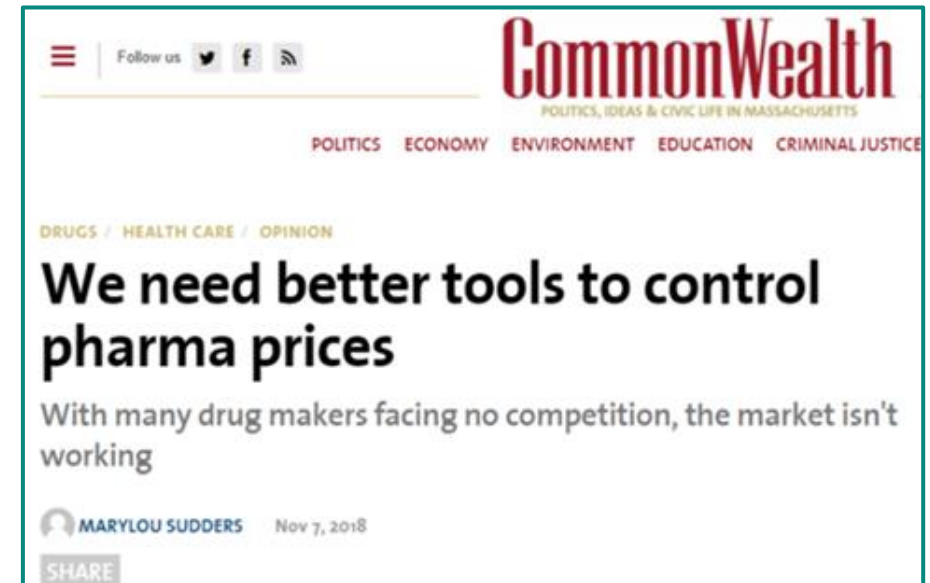 Follow us
CommonWealth
POLITICS, IDEAS & CIVIC LIFE IN MASSACHUSETTS
POLITICS ECONOMY ENVIRONMENT EDUCATION CRIMINAL JUSTICE
DRUGS / HEALTH CARE / OPINION
We need better tools to control
pharma prices
With many drug makers facing no competition, the market isn't
working
MARYLOU SUDDERS Nov 7, 2018
SHARE